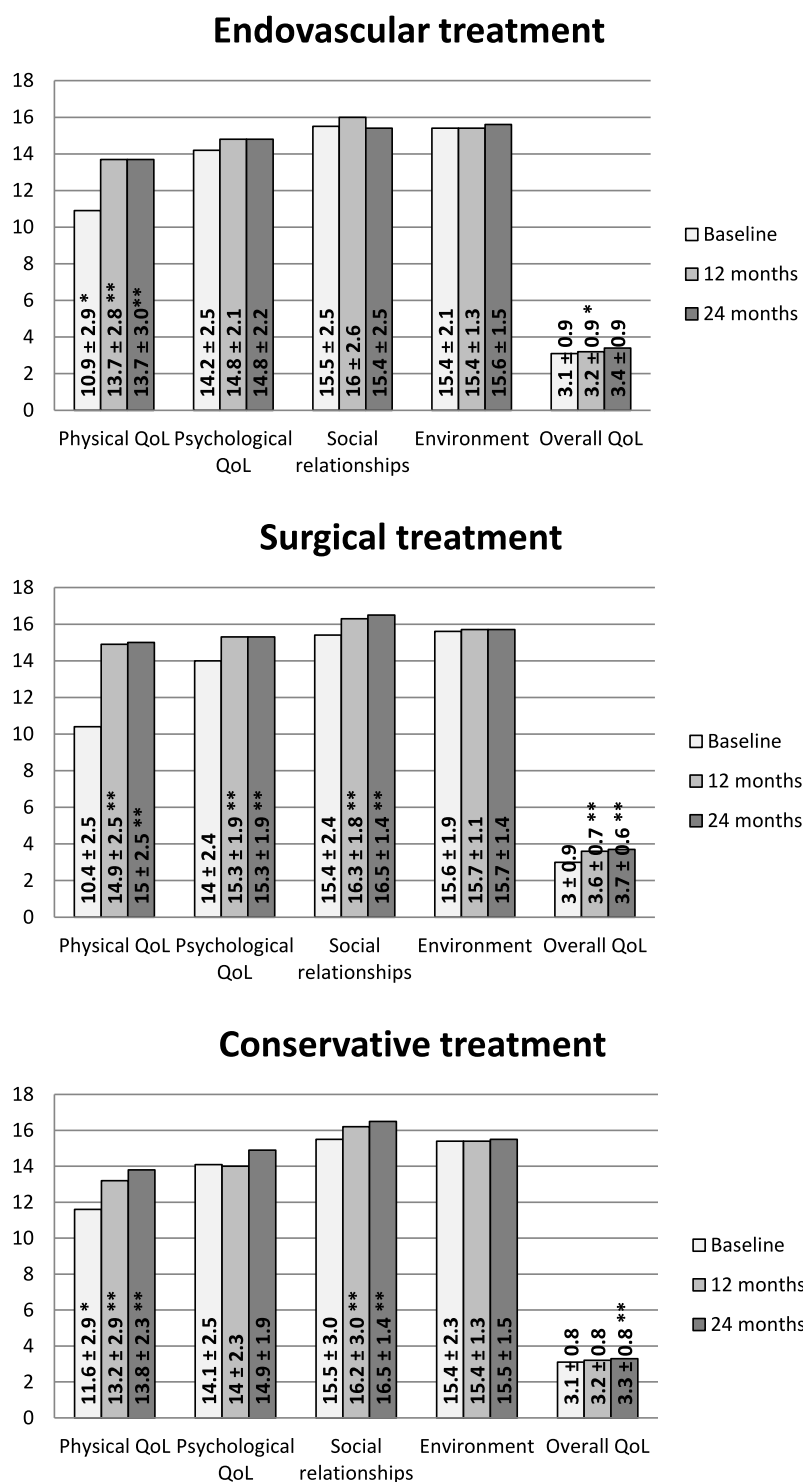 Endovascular treatment
18
16
14
12
10
8
6
4
2
0
10.9 ± 2.9 *
13.7 ± 2.8 **
13.7 ± 3.0**
14.2 ± 2.5
14.8 ± 2.1
14.8 ± 2.2
15.5 ± 2.5
16 ± 2.6
15.4 ± 2.5
15.4 ± 2.1
15.4 ± 1.3
15.6 ± 1.5
3.1 ± 0.9
3.2 ± 0.9 *
3.4 ± 0.9
Physical QoL
Psychological
QoL
Social
relationships
Environment
Overall QoL
Baseline
12 months
24 months
Surgical treatment
18
16
14
12
10
8
6
4
2
0
10.4 ± 2.5
14.9 ± 2.5 **
15 ± 2.5 **
14 ± 2.4
15.3 ± 1.9 **
15.3 ± 1.9 **
15.4 ± 2.4
16.3 ± 1.8 **
16.5 ± 1.4 **
15.6 ± 1.9
15.7 ± 1.1
15.7 ± 1.4
3 ± 0.9
3.6 ± 0.7 **
3.7 ± 0.6 **
Physical QoL
Psychological
QoL
Social
relationships
Environment
Overall QoL
Baseline
12 months
24 months
Conservative treatment
18
16
14
12
10
8
6
4
2
0
11.6 ± 2.9 *
13.2 ± 2.9 **
13.8 ± 2.3 **
14.1 ± 2.5
14 ± 2.3
14.9 ± 1.9
15.5 ± 3.0
16.2 ± 3.0 **
16.5 ± 1.4 **
15.4 ± 2.3
15.4 ± 1.3
15.5 ± 1.5
3.1 ± 0.8
3.2 ± 0.8
3.3 ± 0.8 **
Physical QoL
Psychological
QoL
Social
relationships
Environment
Overall QoL
Baseline
12 months
24 months